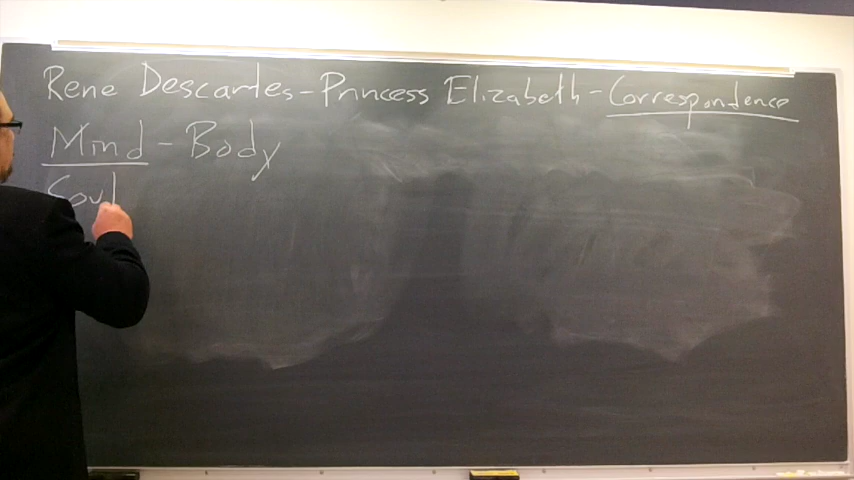 Rene Descartes - Princess Elizabeth - Correspondence
Mind - Body
Soul